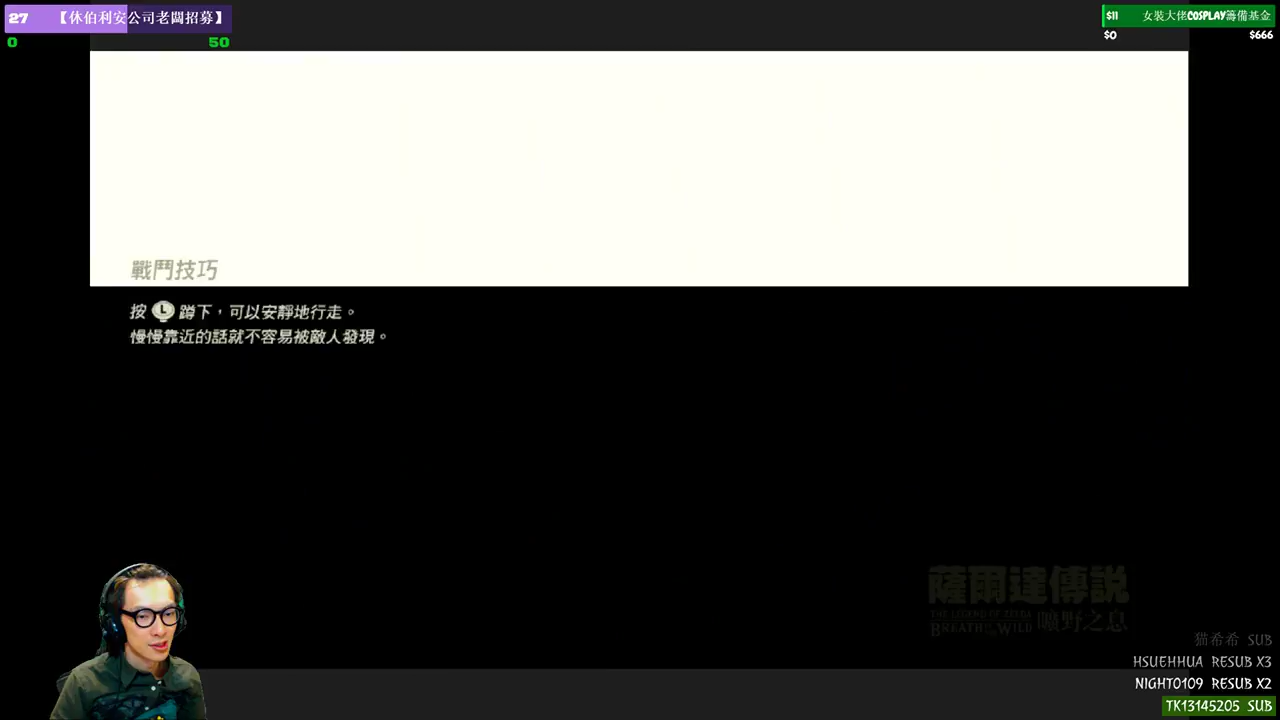 27 【休伯利安公司老闆招募】
0 50
$11 女裝大佬COSPLAY籌備基金
$0 $666
戰鬥技巧
按 L 蹲下，可以安靜地行走。
慢慢靠近的話就不容易被敵人發現。
薩爾達傳說
THE LEGEND OF ZELDA
BREATH OF THE WILD 曠野之息
猫希希 SUB
HSUEHHUA RESUB X3
NIGHT0109 RESUB X2
TK13145205 SUB